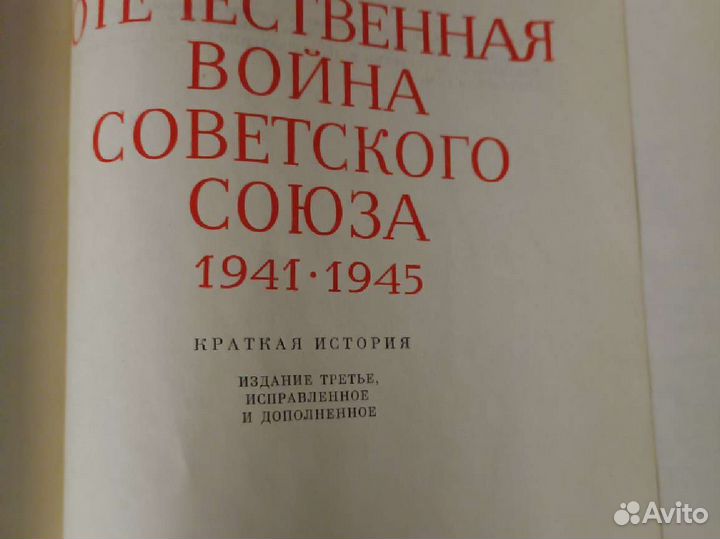 ОТЕЧЕСТВЕННАЯ
ВОЙНА
СОВЕТСКОГО
СОЮЗА
1941·1945
КРАТКАЯ ИСТОРИЯ
ИЗДАНИЕ ТРЕТЬЕ,
ИСПРАВЛЕННОЕ
И ДОПОЛНЕННОЕ
Avito